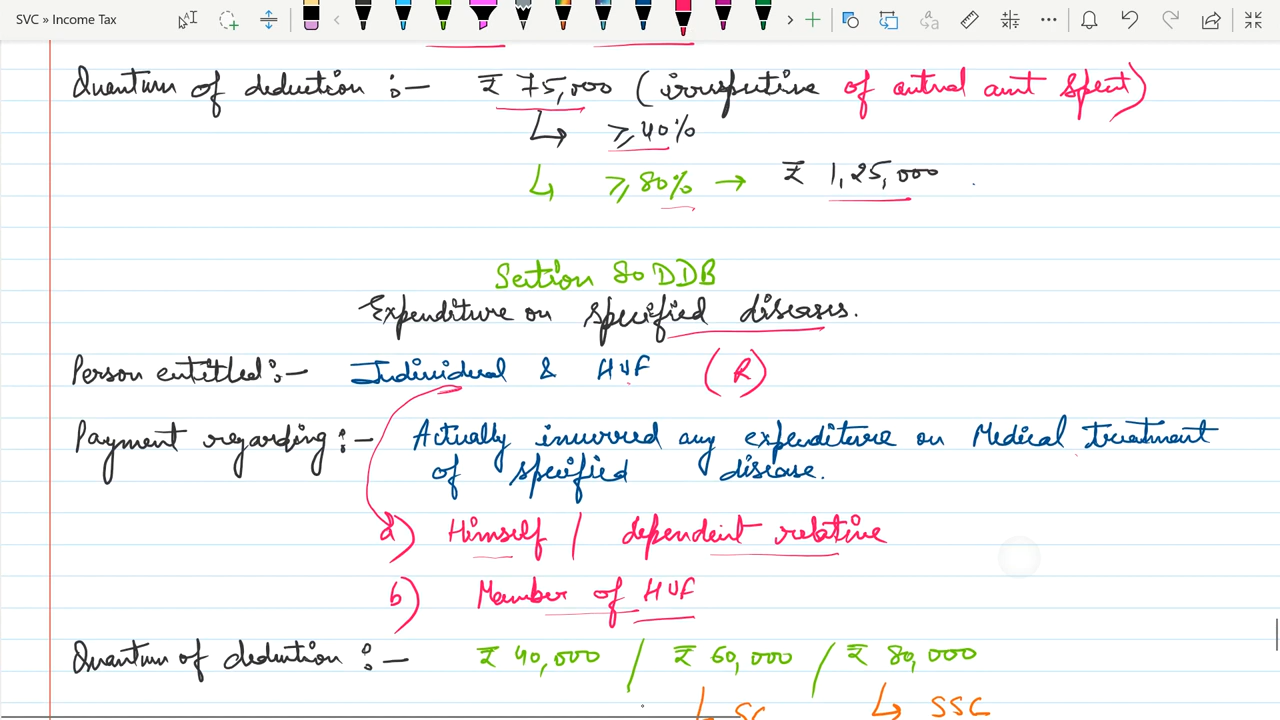 SVC » Income Tax
Quantum of deduction :- ₹ 75,000 (irrespective of actual amt spent)
↳ ≥40%
↳ ≥80% → ₹ 1,25,000
Section 80 DDB
Expenditure on specified diseases.
Person entitled :- Individual & HUF (R)
Payment regarding :- Actually incurred any expenditure on Medical treatment
of specified disease.
a) Himself / dependent relative
b) Member of HUF
Quantum of deduction :- ₹ 40,000 / ₹ 60,000 / ₹ 80,000
↳ SC ↳ SSC